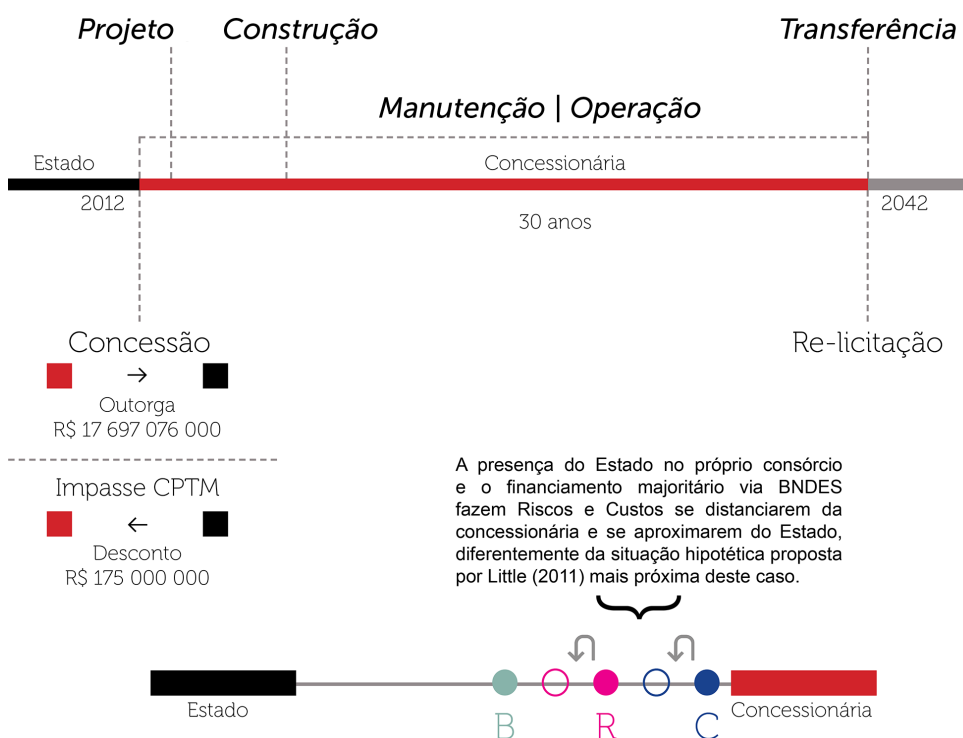 Projeto
Construção
Transferência
Manutenção | Operação
Estado
Concessionária
2012
2042
30 anos
Concessão
→
Outorga
R$ 17 697 076 000
Re-licitação
Impasse CPTM
←
Desconto
R$ 175 000 000
A presença do Estado no próprio consórcio
e o financiamento majoritário via BNDES
fazem Riscos e Custos se distanciarem da
concessionária e se aproximarem do Estado,
diferentemente da situação hipotética proposta
por Little (2011) mais próxima deste caso.
Estado
B
R
C
Concessionária